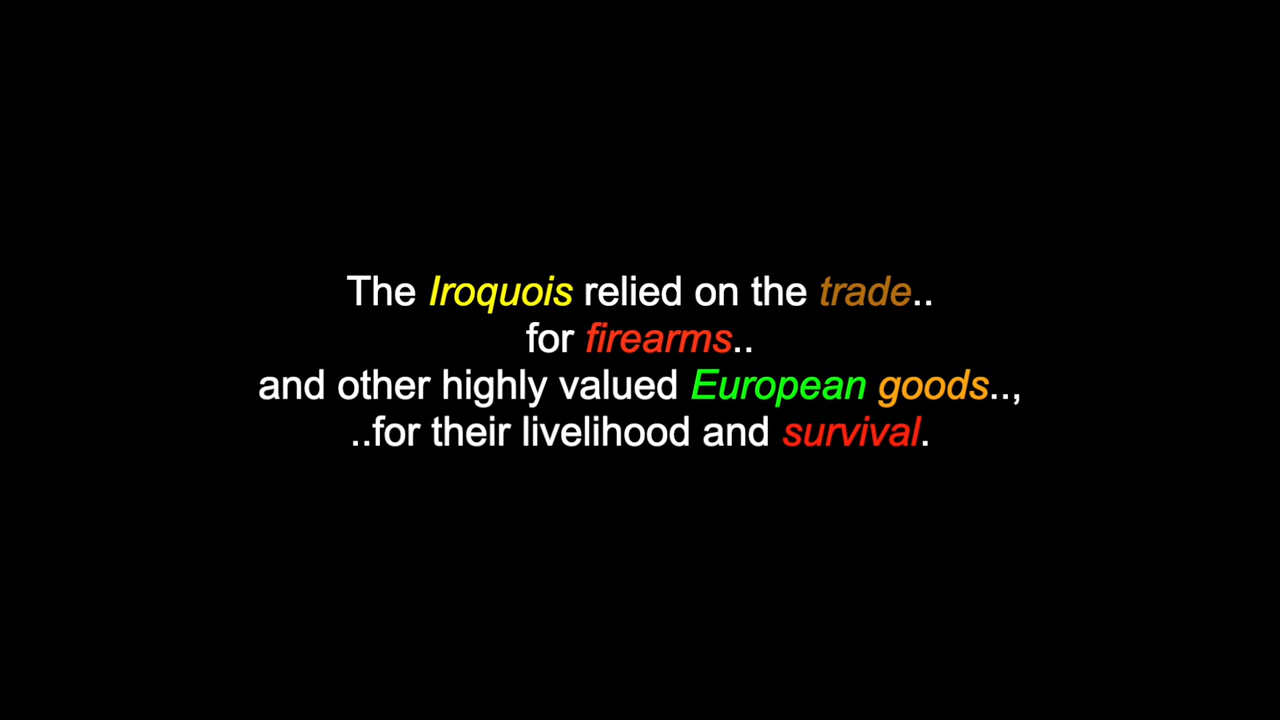 The Iroquois relied on the trade..
for firearms..
and other highly valued European goods..,
..for their livelihood and survival.